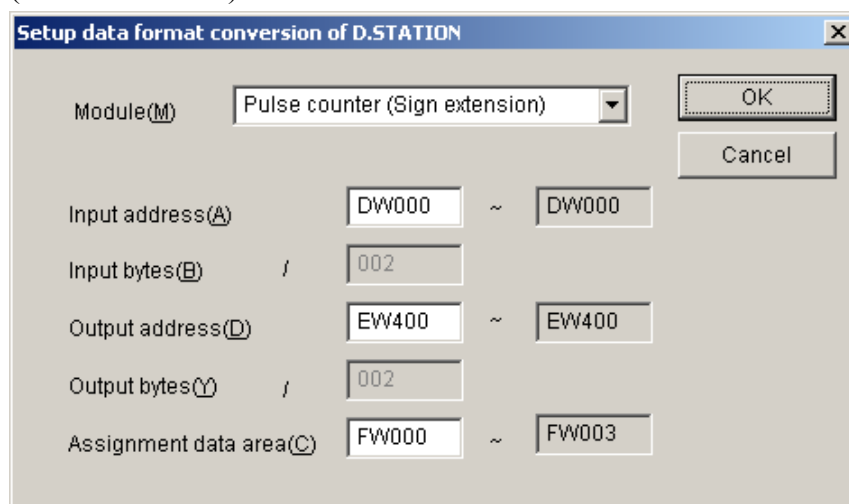 Setup data format conversion of D.STATION
Module(M) Pulse counter (Sign extension) OK
Cancel
Input address(A) DW000 ~ DW000
Input bytes(B) / 002
Output address(D) EW400 ~ EW400
Output bytes(Y) / 002
Assignment data area(C) FW000 ~ FW003